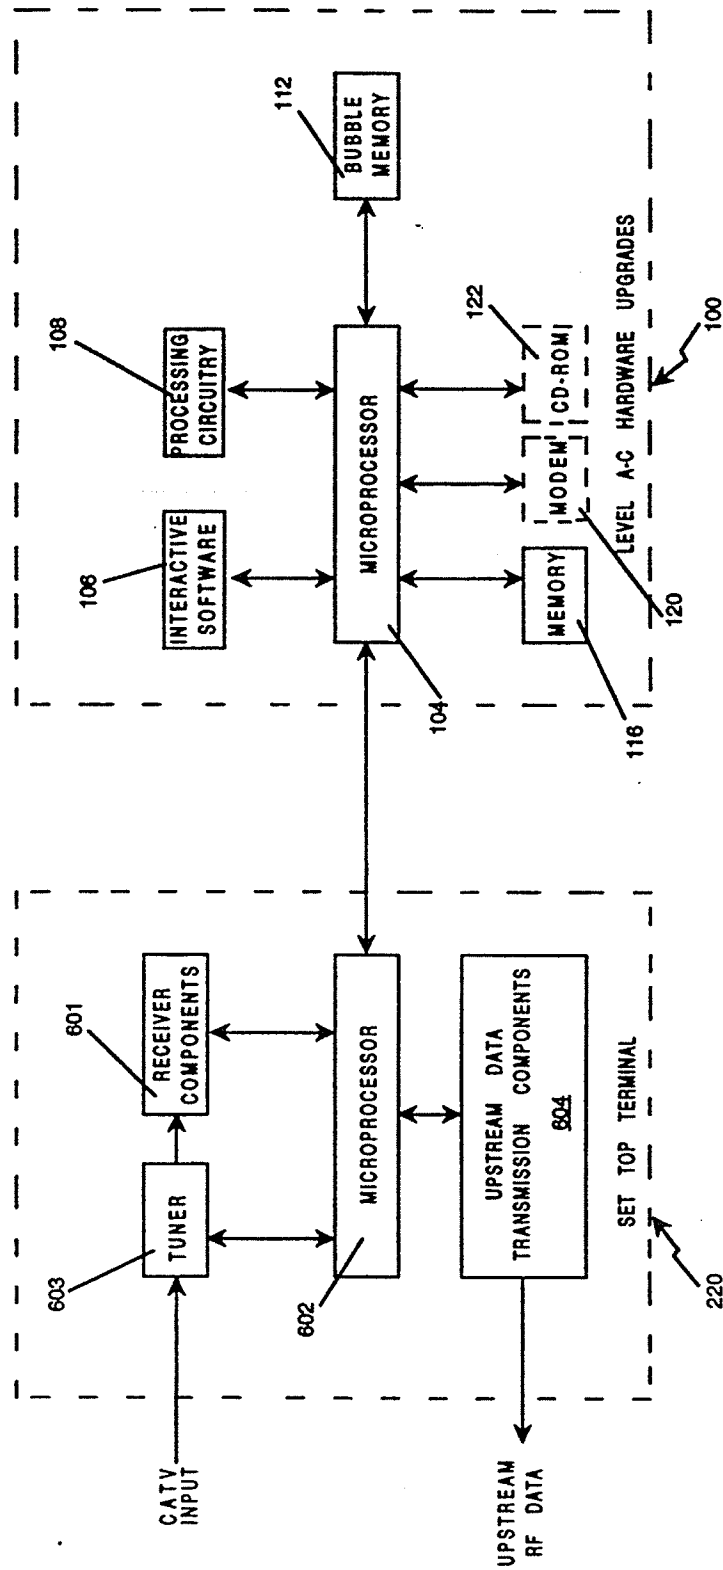 CATV
INPUT
UPSTREAM
RF DATA
603
TUNER
601
RECEIVER
COMPONENTS
602
MICROPROCESSOR
UPSTREAM DATA
TRANSMISSION COMPONENTS
604
SET TOP TERMINAL
220
106
INTERACTIVE
SOFTWARE
108
PROCESSING
CIRCUITRY
MICROPROCESSOR
104
112
BUBBLE
MEMORY
MEMORY
116
MODEM
120
CD-ROM
122
LEVEL A-C HARDWARE UPGRADES
100